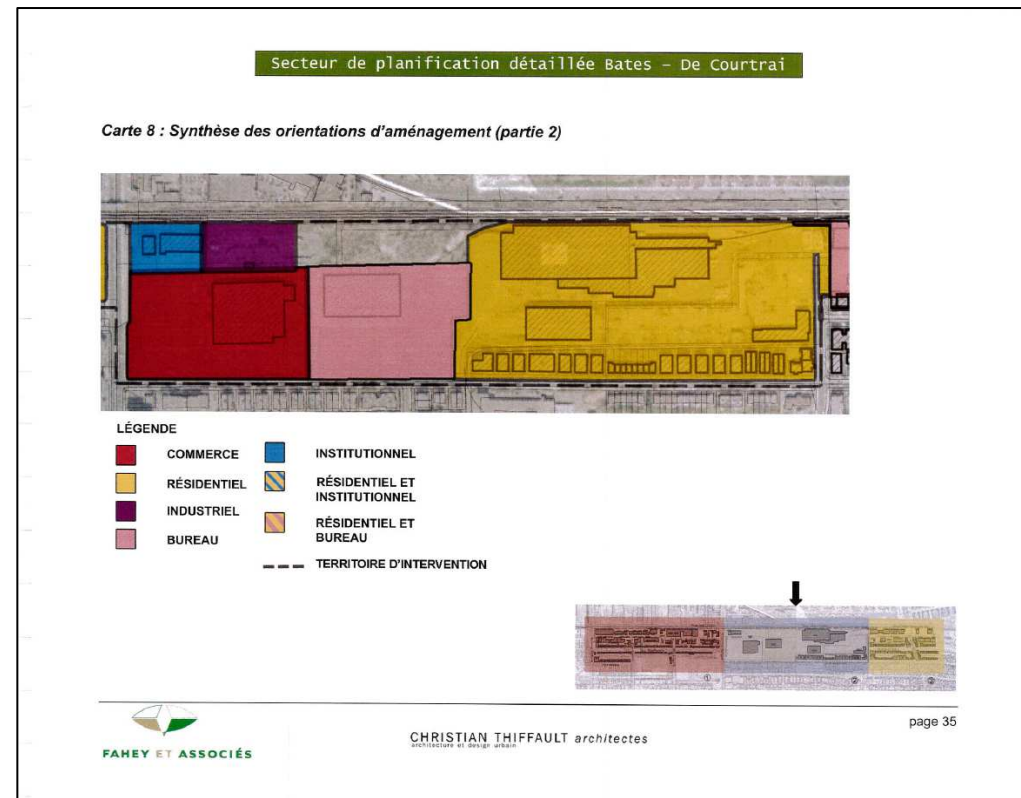 Secteur de planification détaillée Bates – De Courtrai
Carte 8 : Synthèse des orientations d'aménagement (partie 2)
LÉGENDE
COMMERCE
RÉSIDENTIEL
INDUSTRIEL
BUREAU
INSTITUTIONNEL
RÉSIDENTIEL ET
INSTITUTIONNEL
RÉSIDENTIEL ET
BUREAU
TERRITOIRE D'INTERVENTION
FAHEY ET ASSOCIÉS
CHRISTIAN THIFFAULT architectes
architecture et design urbain
page 35